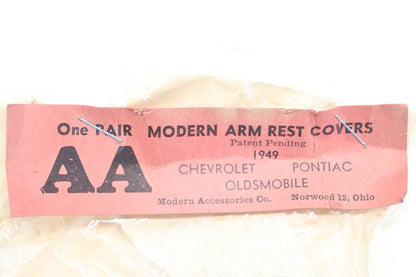 One PAIR MODERN ARM REST COVERS
Patent Pending
1949
AA
CHEVROLET PONTIAC
OLDSMOBILE
Modern Accessories Co. Norwood 12, Ohio